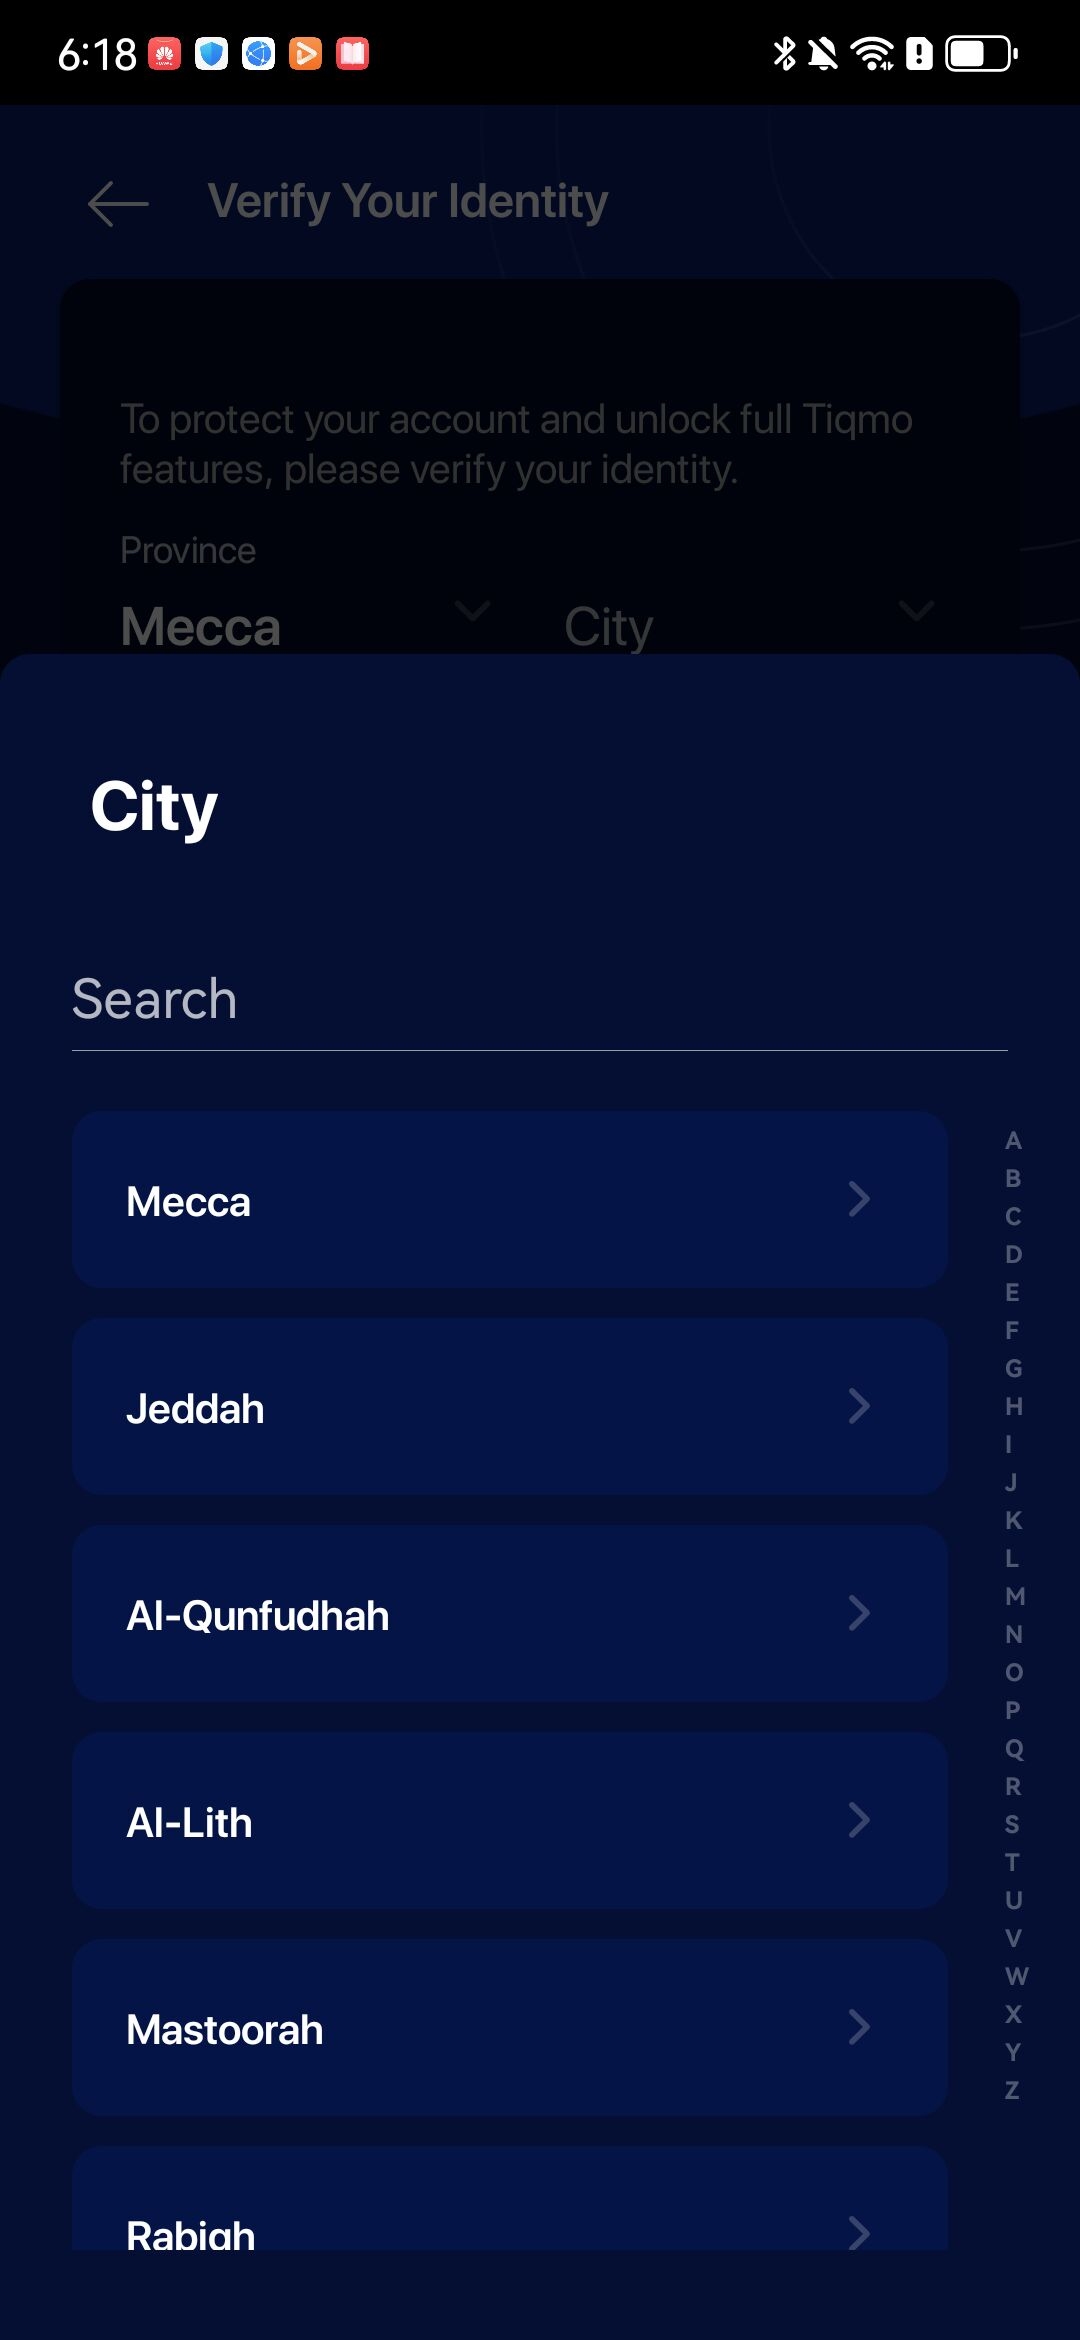 6:18
Verify Your Identity
To protect your account and unlock full Tiqmo
features, please verify your identity.
Province
Mecca
City
City
Search
Mecca
Jeddah
Al-Qunfudhah
Al-Lith
Mastoorah
Rabigh
A
B
C
D
E
F
G
H
I
J
K
L
M
N
O
P
Q
R
S
T
U
V
W
X
Y
Z